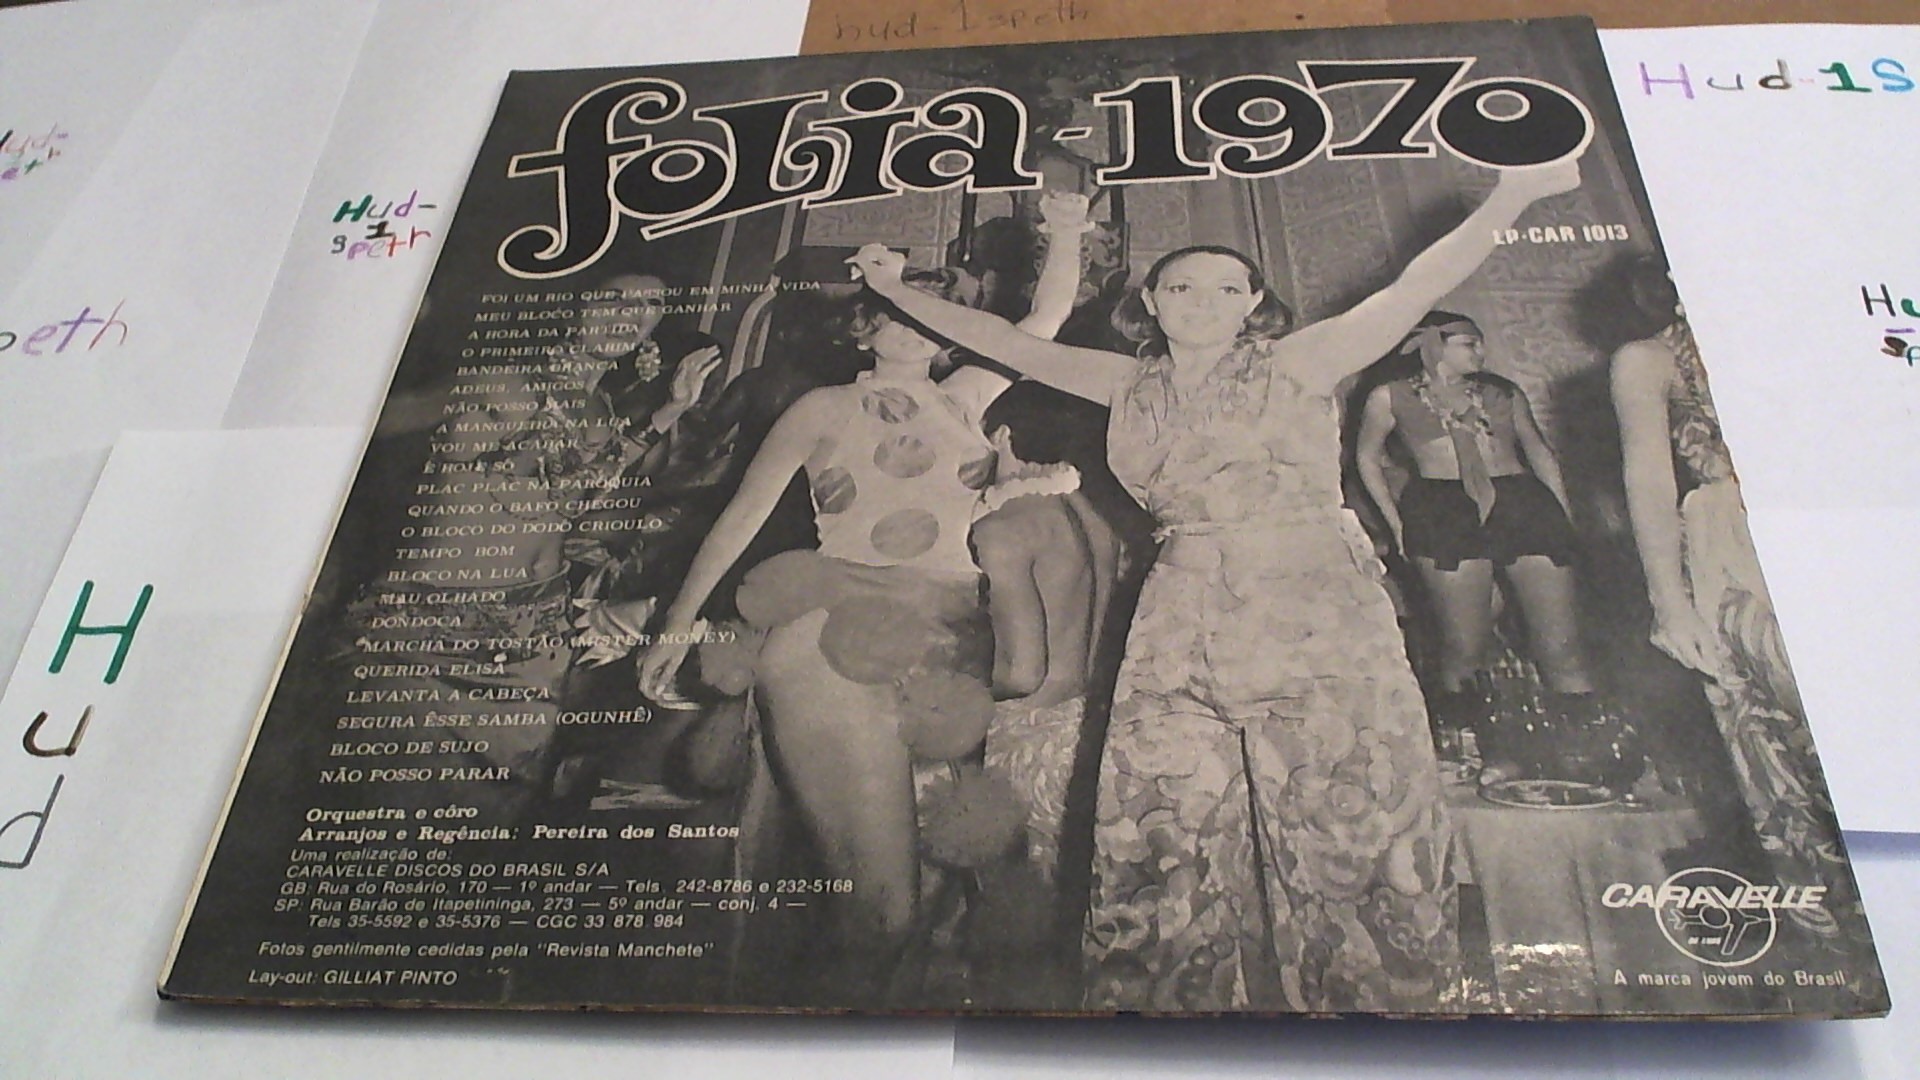 hud-1speth
Hud-1S
Hud-
1
speth
peth
H
u
d
folia-1970
LP-CAR 1013
FOI UM RIO QUE PASSOU EM MINHA VIDA
MEU BLOCO TEM QUE GANHAR
A HORA DA PARTIDA
O PRIMEIRO CLARIM
BANDEIRA BRANCA
ADEUS, AMIGOS
NÃO POSSO MAIS
A MANGUEIRA NA LUA
VOU ME ACABAR
É HOJE SÓ
PLAC PLAC NA PARÓQUIA
QUANDO O BAFO CHEGOU
O BLOCO DO DODÓ CRIOULO
TEMPO BOM
BLOCO NA LUA
MAU OLHADO
DONDOCA
MARCHA DO TOSTÃO (MISTER MONEY)
QUERIDA ELISA
LEVANTA A CABEÇA
SEGURA ÊSSE SAMBA (OGUNHÊ)
BLOCO DE SUJO
NÃO POSSO PARAR
Orquestra e côro
Arranjos e Regência: Pereira dos Santos
Uma realização de:
CARAVELLE DISCOS DO BRASIL S/A
GB: Rua do Rosário, 170 — 1º andar — Tels. 242-8786 e 232-5168
SP: Rua Barão de Itapetininga, 273 — 5º andar — conj. 4 —
Tels 35-5592 e 35-5376 — CGC 33 878 984
Fotos gentilmente cedidas pela "Revista Manchete"
Lay-out: GILLIAT PINTO
CARAVELLE
A marca jovem do Brasil